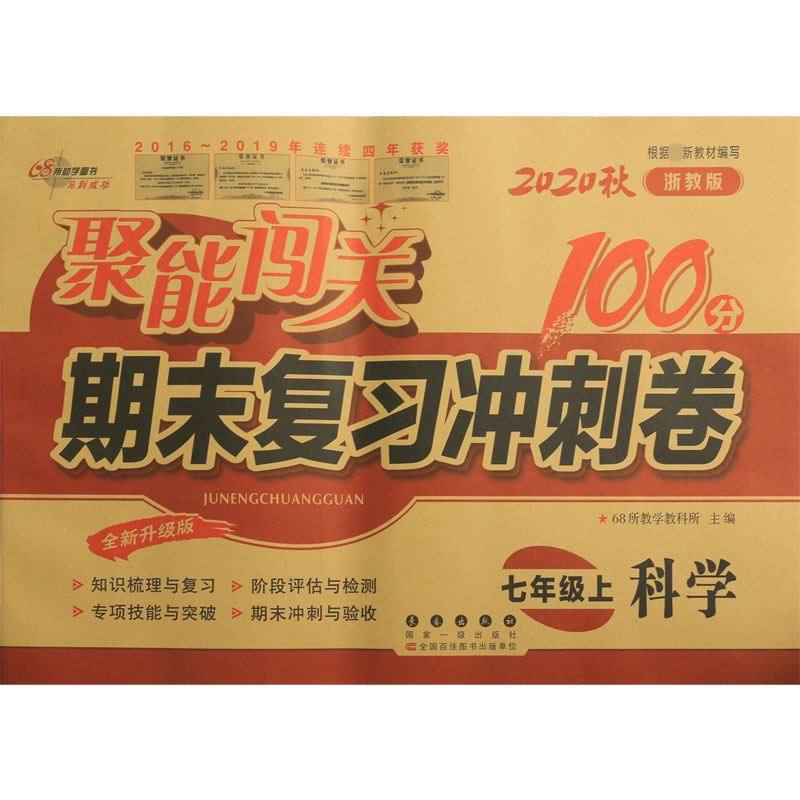 2016～2019年连续四年获奖
68所助学图书
马到成功
根据 新教材编写
2020秋
浙教版
聚能闯关
100分
期末复习冲刺卷
JUNENGCHUANGGUAN
全新升级版
★68所教学教科所 主编
> 知识梳理与复习 > 阶段评估与检测
> 专项技能与突破 > 期末冲刺与验收
七年级上 科学
长春出版社
国家一级出版社
全国百佳图书出版单位